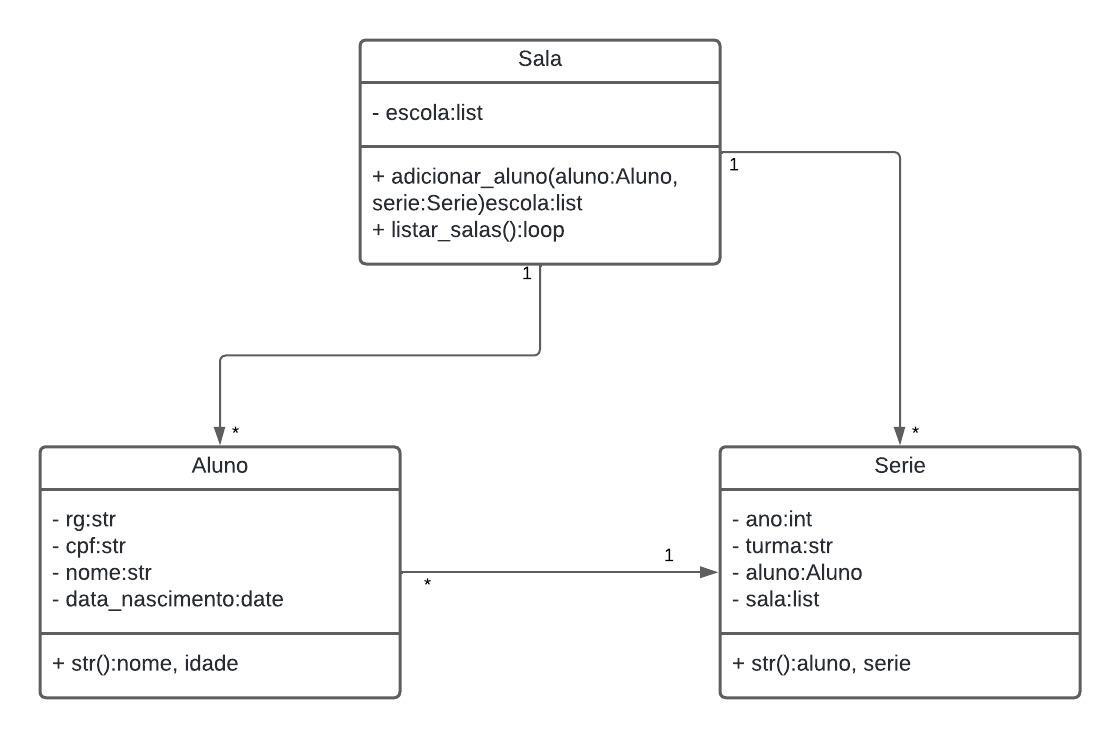 Sala
- escola:list
+ adicionar_aluno(aluno:Aluno,
serie:Serie)escola:list
+ listar_salas():loop
1
1
*
*
Aluno
- rg:str
- cpf:str
- nome:str
- data_nascimento:date
+ str():nome, idade
*
1
Serie
- ano:int
- turma:str
- aluno:Aluno
- sala:list
+ str():aluno, serie